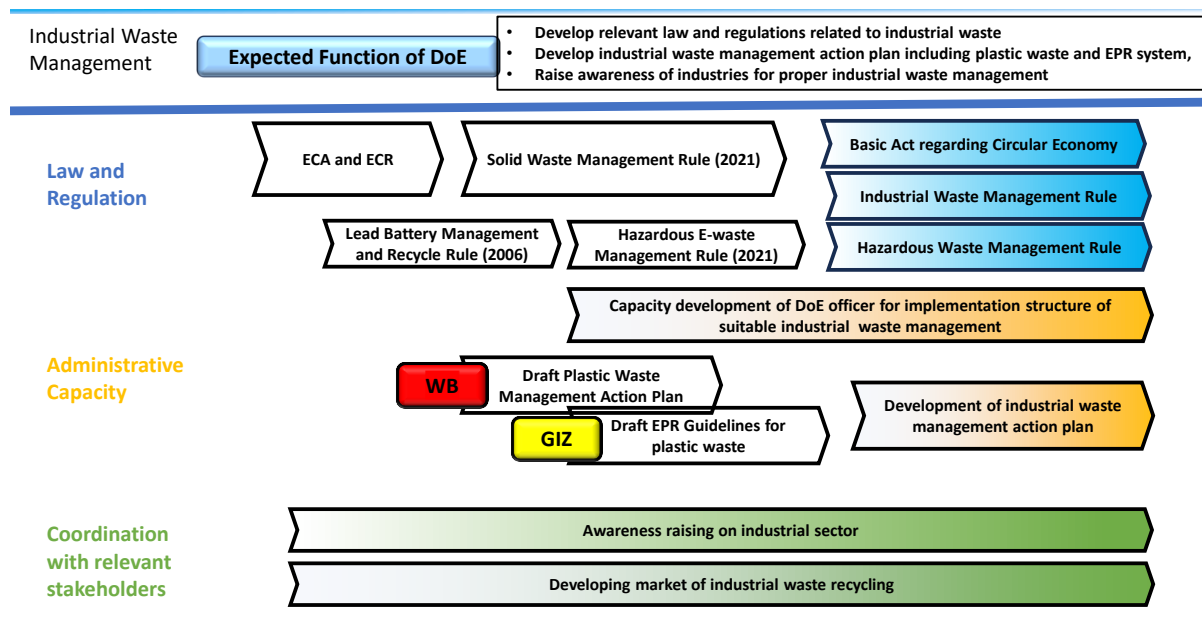 Industrial Waste
Management
Expected Function of DoE
• Develop relevant law and regulations related to industrial waste
• Develop industrial waste management action plan including plastic waste and EPR system,
• Raise awareness of industries for proper industrial waste management
Law and
Regulation
ECA and ECR
Solid Waste Management Rule (2021)
Basic Act regarding Circular Economy
Industrial Waste Management Rule
Lead Battery Management
and Recycle Rule (2006)
Hazardous E-waste
Management Rule (2021)
Hazardous Waste Management Rule
Capacity development of DoE officer for implementation structure of
suitable industrial waste management
Administrative
Capacity
WB
Draft Plastic Waste
Management Action Plan
GIZ
Draft EPR Guidelines for
plastic waste
Development of industrial waste
management action plan
Coordination
with relevant
stakeholders
Awareness raising on industrial sector
Developing market of industrial waste recycling